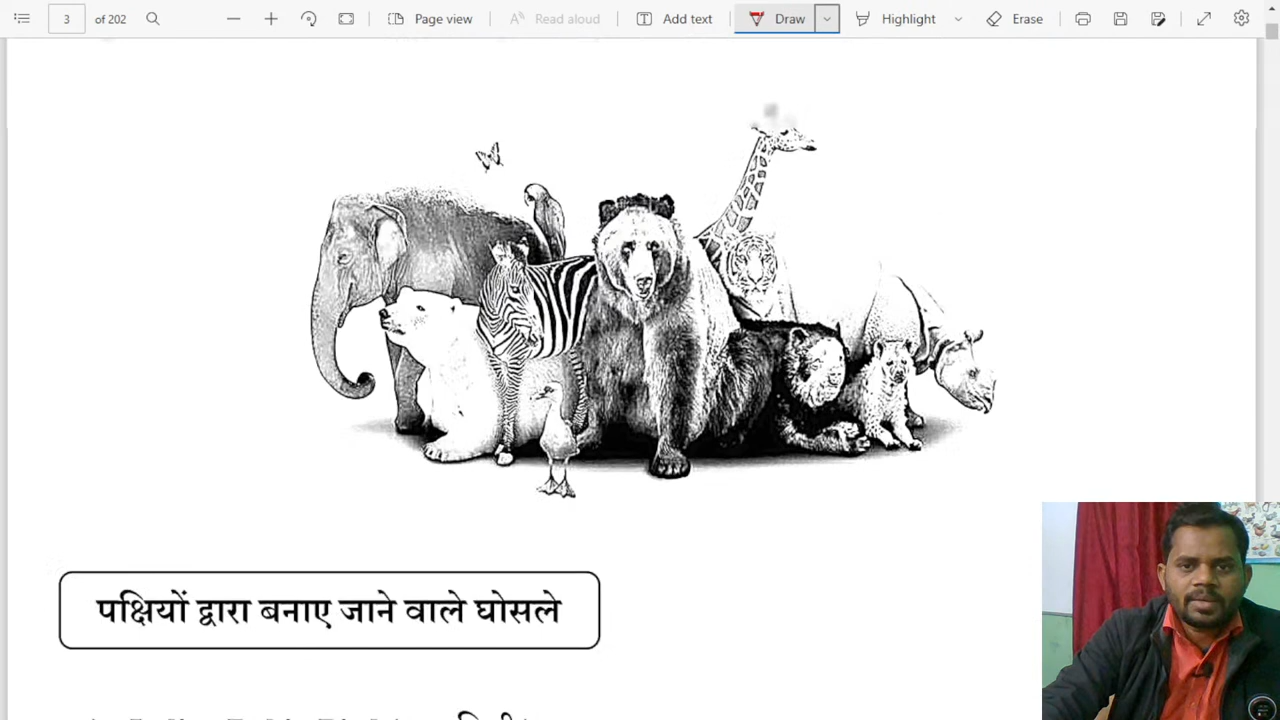 3 of 202 Page view Read aloud Add text Draw Highlight Erase
पक्षियों द्वारा बनाए जाने वाले घोसले